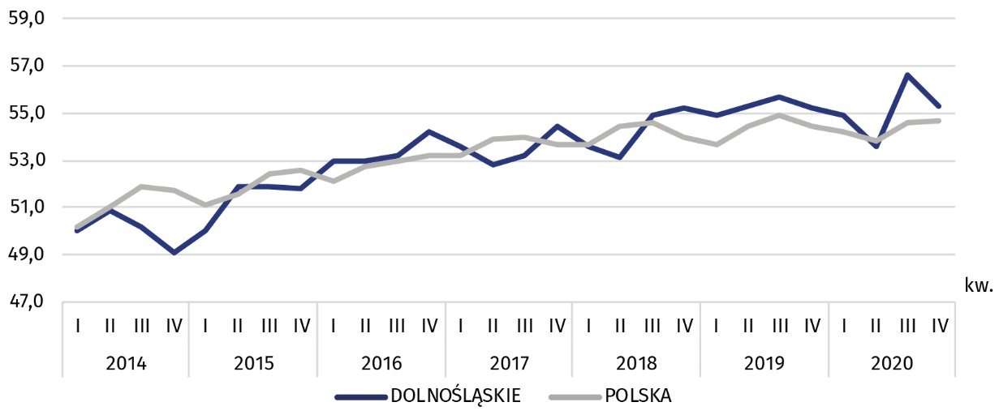 59,0
57,0
55,0
53,0
51,0
49,0
47,0
kw.
I II III IV I II III IV I II III IV I II III IV I II III IV I II III IV I II III IV
2014 2015 2016 2017 2018 2019 2020
DOLNOŚLĄSKIE POLSKA